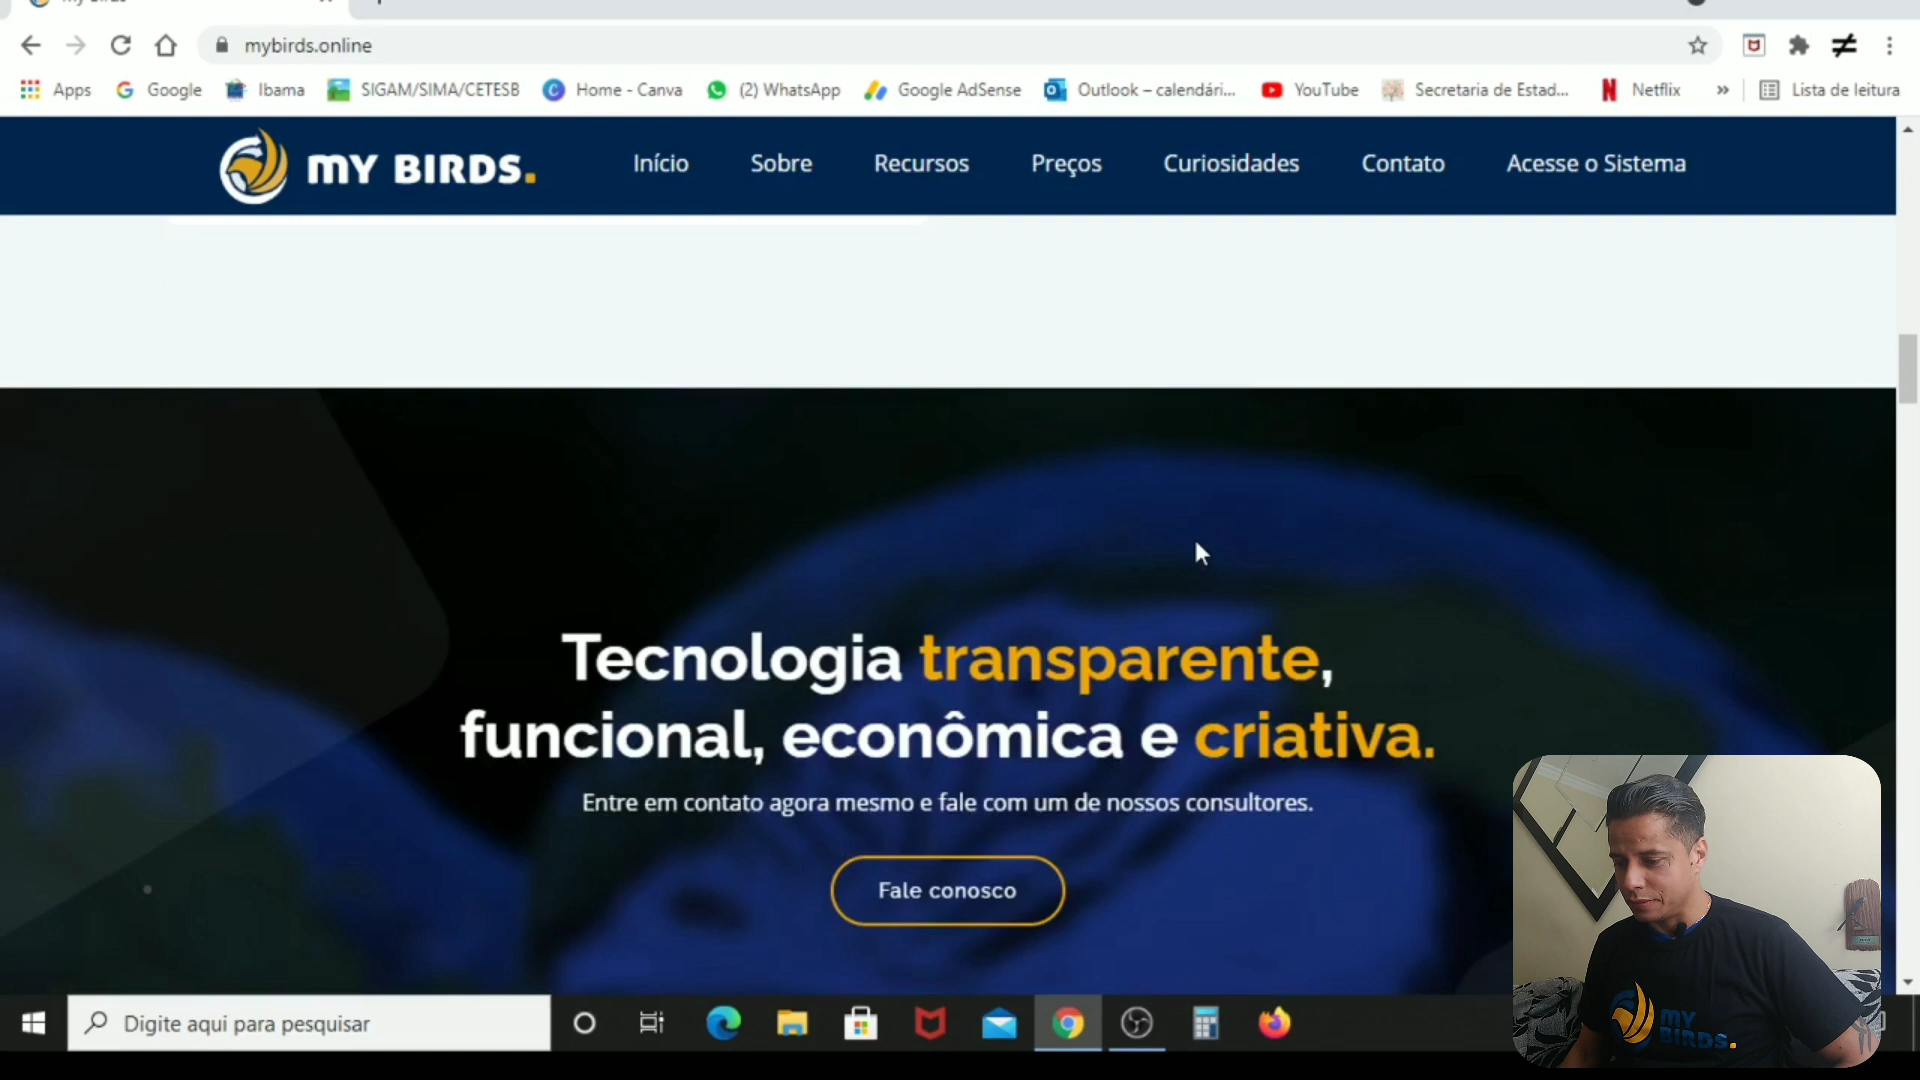 mybirds.online
Apps Google Ibama SIGAM/SIMA/CETESB Home - Canva (2) WhatsApp Google AdSense Outlook – calendári... YouTube Secretaria de Estad... Netflix » Lista de leitura
MY BIRDS. Início Sobre Recursos Preços Curiosidades Contato Acesse o Sistema
Tecnologia transparente,
funcional, econômica e criativa.
Entre em contato agora mesmo e fale com um de nossos consultores.
Fale conosco
MY
BIRDS.
Digite aqui para pesquisar